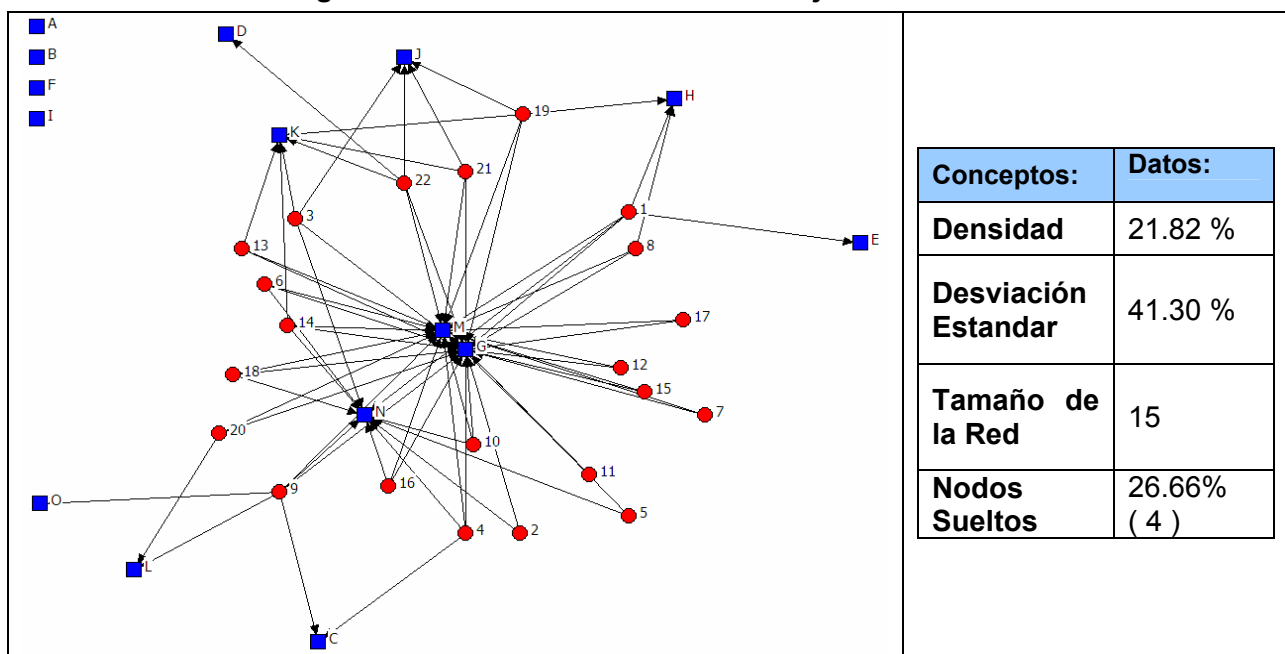 A
B
F
I
D
J
H
19
K
21
22
1
3
E
13
8
6
17
14
M
G
12
18
15
7
N
20
10
11
9
16
O
5
4
2
L
C
Conceptos: Datos:
Densidad 21.82 %
Desviación
Estandar 41.30 %
Tamaño de
la Red 15
Nodos 26.66%
Sueltos ( 4 )